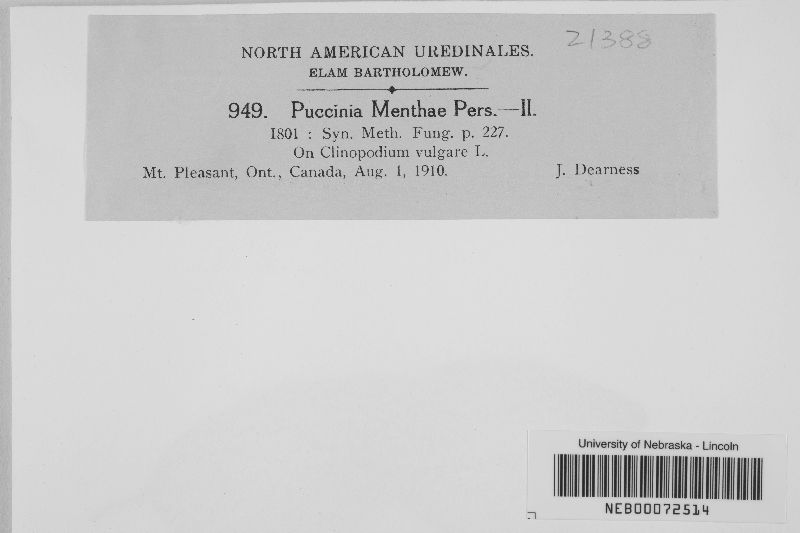 21388
NORTH AMERICAN UREDINALES.
ELAM BARTHOLOMEW.
949. Puccinia Menthae Pers.—II.
1801 : Syn. Meth. Fung. p. 227.
On Clinopodium vulgare L.
Mt. Pleasant, Ont., Canada, Aug. 1, 1910. J. Dearness
University of Nebraska - Lincoln
NEB00072514